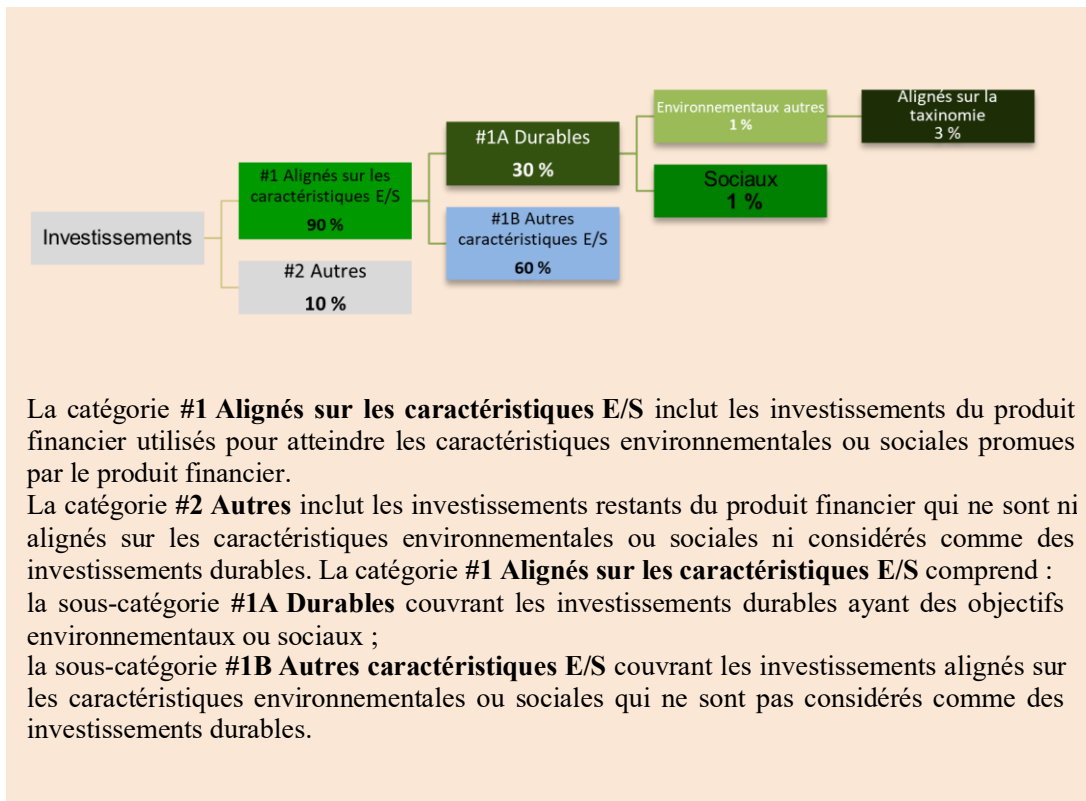 Investissements
#1 Alignés sur les
caractéristiques E/S
90 %
#2 Autres
10 %
#1A Durables
30 %
#1B Autres
caractéristiques E/S
60 %
Environnementaux autres
1 %
Sociaux
1 %
Alignés sur la
taxinomie
3 %
La catégorie #1 Alignés sur les caractéristiques E/S inclut les investissements du produit
financier utilisés pour atteindre les caractéristiques environnementales ou sociales promues
par le produit financier.
La catégorie #2 Autres inclut les investissements restants du produit financier qui ne sont ni
alignés sur les caractéristiques environnementales ou sociales ni considérés comme des
investissements durables. La catégorie #1 Alignés sur les caractéristiques E/S comprend :
la sous-catégorie #1A Durables couvrant les investissements durables ayant des objectifs
environnementaux ou sociaux ;
la sous-catégorie #1B Autres caractéristiques E/S couvrant les investissements alignés sur
les caractéristiques environnementales ou sociales qui ne sont pas considérés comme des
investissements durables.